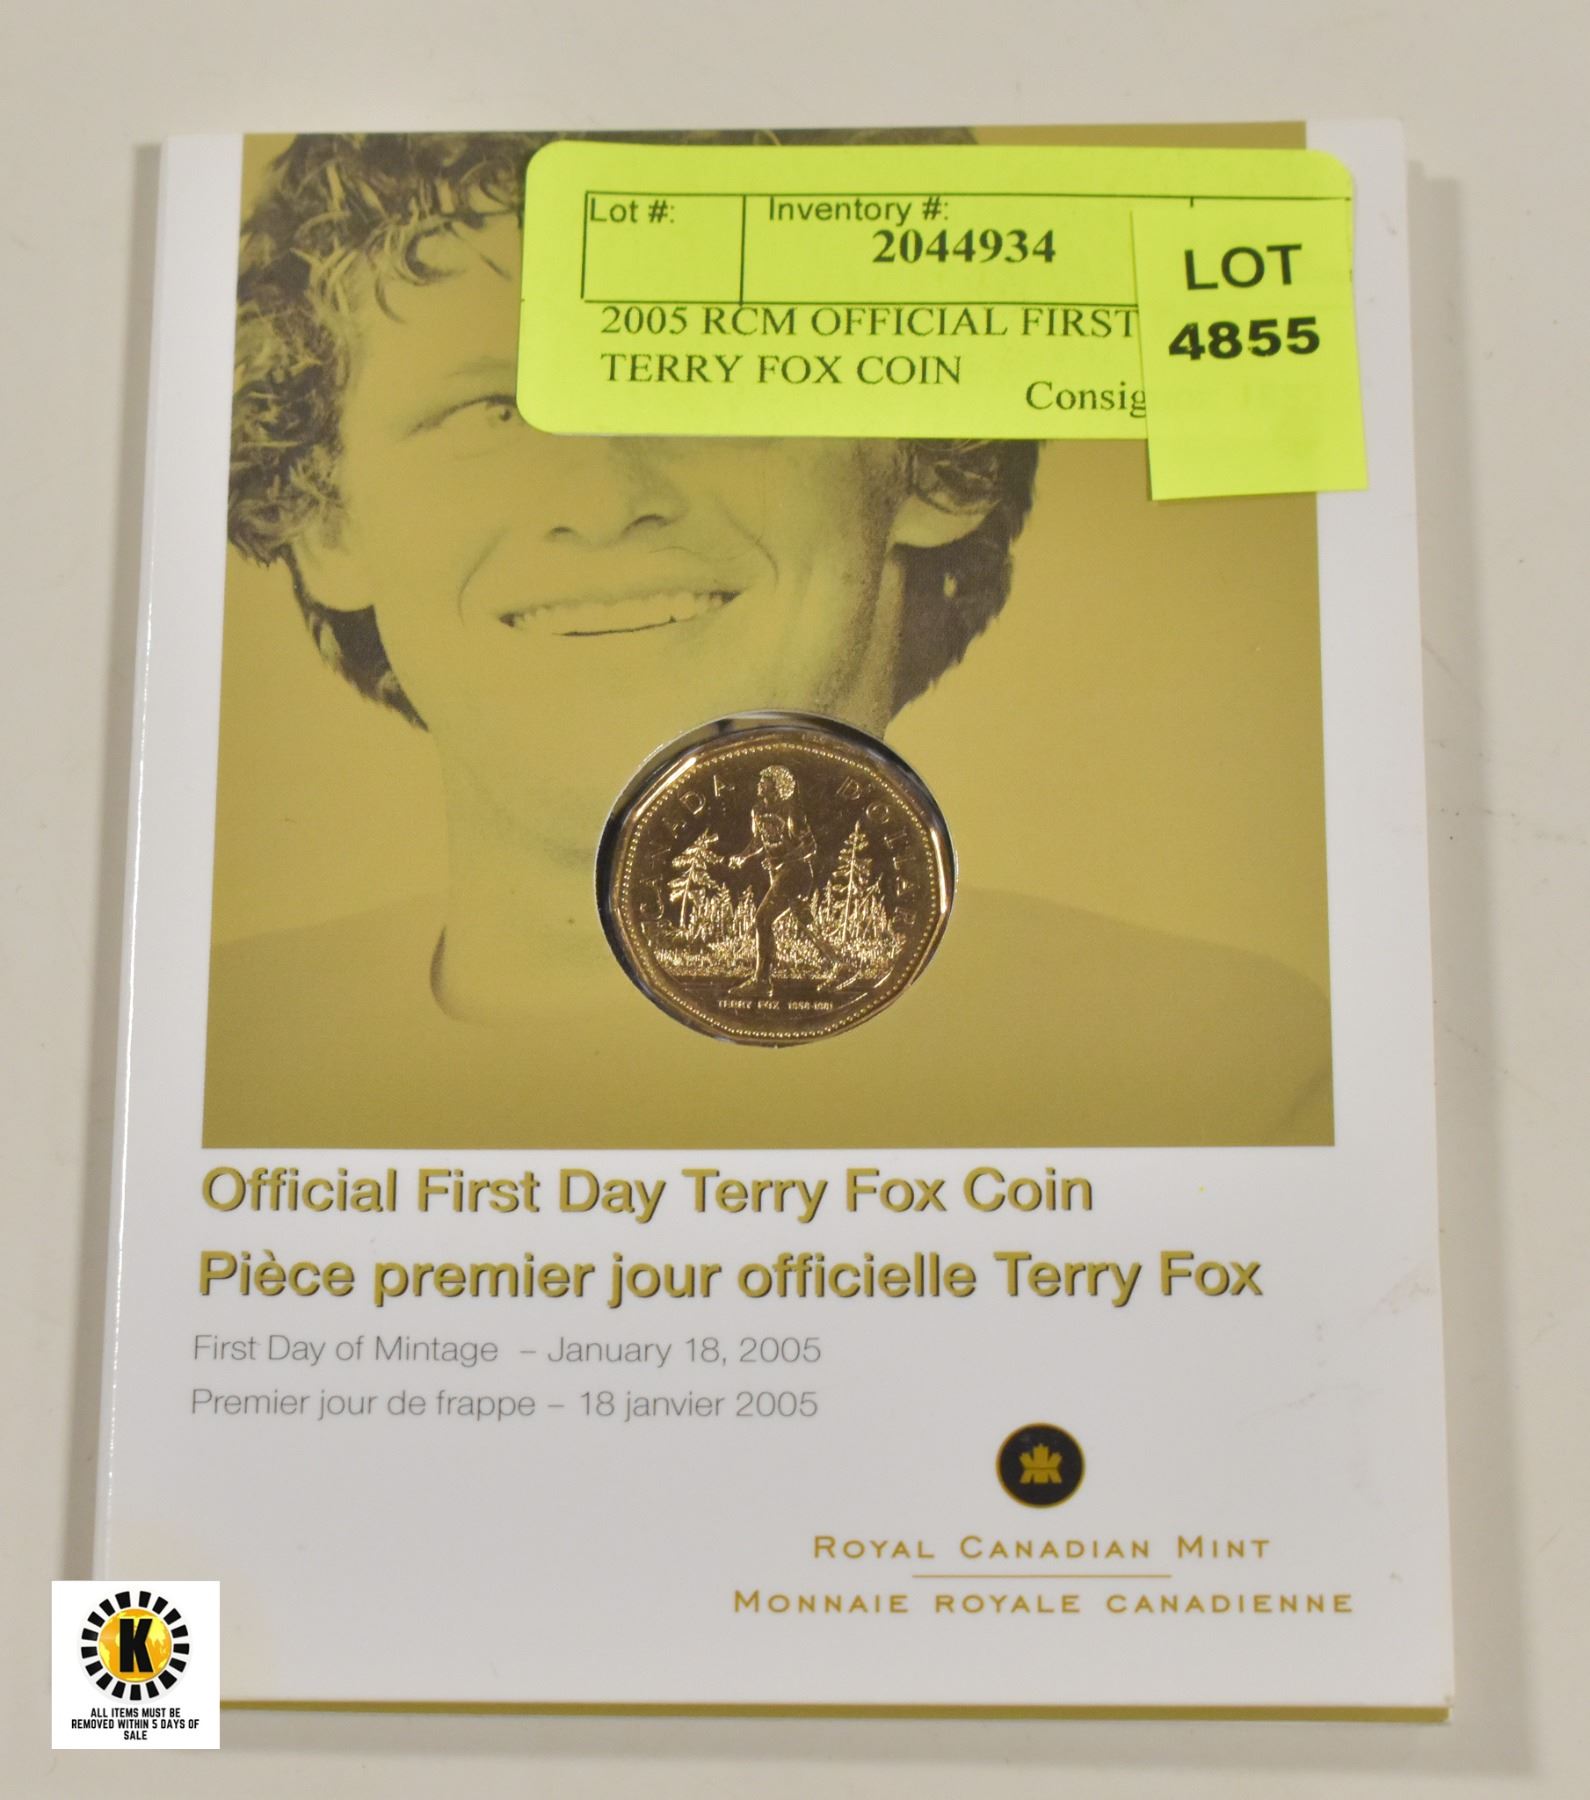 Lot #:
Inventory #:
2044934
LOT
4855
2005 RCM OFFICIAL FIRST
TERRY FOX COIN
Consig
CANADA DOLLAR
TERRY FOX 1958-1981
Official First Day Terry Fox Coin
Pièce premier jour officielle Terry Fox
First Day of Mintage – January 18, 2005
Premier jour de frappe – 18 janvier 2005
ROYAL CANADIAN MINT
MONNAIE ROYALE CANADIENNE
K
ALL ITEMS MUST BE
REMOVED WITHIN 5 DAYS OF
SALE